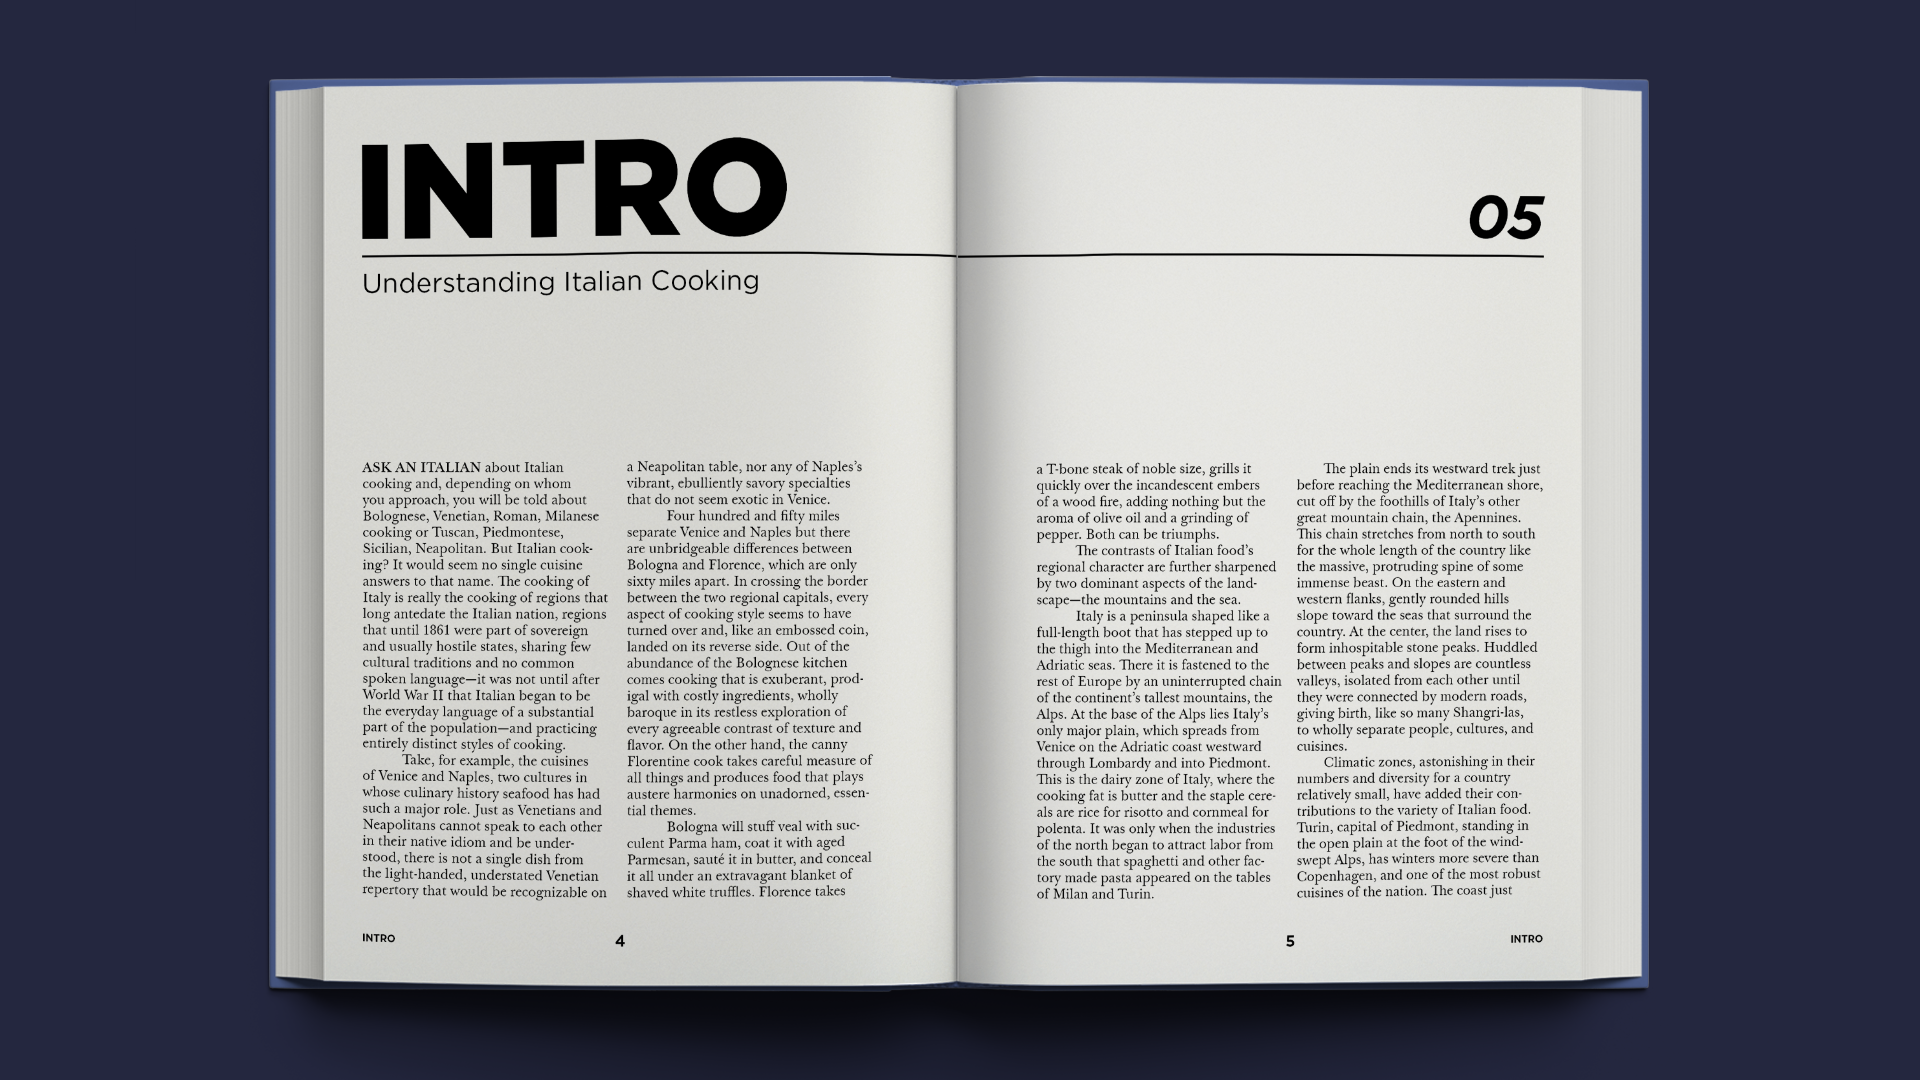 INTRO
05
Understanding Italian Cooking
ASK AN ITALIAN about Italian
cooking and, depending on whom
you approach, you will be told about
Bolognese, Venetian, Roman, Milanese
cooking or Tuscan, Piedmontese,
Sicilian, Neapolitan. But Italian cook-
ing? It would seem no single cuisine
answers to that name. The cooking of
Italy is really the cooking of regions that
long antedate the Italian nation, regions
that until 1861 were part of sovereign
and usually hostile states, sharing few
cultural traditions and no common
spoken language—it was not until after
World War II that Italian began to be
the everyday language of a substantial
part of the population—and practicing
entirely distinct styles of cooking.
Take, for example, the cuisines
of Venice and Naples, two cultures in
whose culinary history seafood has had
such a major role. Just as Venetians and
Neapolitans cannot speak to each other
in their native idiom and be under-
stood, there is not a single dish from
the light-handed, understated Venetian
repertory that would be recognizable on
a Neapolitan table, nor any of Naples's
vibrant, ebulliently savory specialties
that do not seem exotic in Venice.
Four hundred and fifty miles
separate Venice and Naples but there
are unbridgeable differences between
Bologna and Florence, which are only
sixty miles apart. In crossing the border
between the two regional capitals, every
aspect of cooking style seems to have
turned over and, like an embossed coin,
landed on its reverse side. Out of the
abundance of the Bolognese kitchen
comes cooking that is exuberant, prod-
igal with costly ingredients, wholly
baroque in its restless exploration of
every agreeable contrast of texture and
flavor. On the other hand, the canny
Florentine cook takes careful measure of
all things and produces food that plays
austere harmonies on unadorned, essen-
tial themes.
Bologna will stuff veal with suc-
culent Parma ham, coat it with aged
Parmesan, sauté it in butter, and conceal
it all under an extravagant blanket of
shaved white truffles. Florence takes
a T-bone steak of noble size, grills it
quickly over the incandescent embers
of a wood fire, adding nothing but the
aroma of olive oil and a grinding of
pepper. Both can be triumphs.
The contrasts of Italian food's
regional character are further sharpened
by two dominant aspects of the land-
scape—the mountains and the sea.
Italy is a peninsula shaped like a
full-length boot that has stepped up to
the thigh into the Mediterranean and
Adriatic seas. There it is fastened to the
rest of Europe by an uninterrupted chain
of the continent's tallest mountains, the
Alps. At the base of the Alps lies Italy's
only major plain, which spreads from
Venice on the Adriatic coast westward
through Lombardy and into Piedmont.
This is the dairy zone of Italy, where the
cooking fat is butter and the staple cere-
als are rice for risotto and cornmeal for
polenta. It was only when the industries
of the north began to attract labor from
the south that spaghetti and other fac-
tory made pasta appeared on the tables
of Milan and Turin.
The plain ends its westward trek just
before reaching the Mediterranean shore,
cut off by the foothills of Italy's other
great mountain chain, the Apennines.
This chain stretches from north to south
for the whole length of the country like
the massive, protruding spine of some
immense beast. On the eastern and
western flanks, gently rounded hills
slope toward the seas that surround the
country. At the center, the land rises to
form inhospitable stone peaks. Huddled
between peaks and slopes are countless
valleys, isolated from each other until
they were connected by modern roads,
giving birth, like so many Shangri-las,
to wholly separate people, cultures, and
cuisines.
Climatic zones, astonishing in their
numbers and diversity for a country
relatively small, have added their con-
tributions to the variety of Italian food.
Turin, capital of Piedmont, standing in
the open plain at the foot of the wind-
swept Alps, has winters more severe than
Copenhagen, and one of the most robust
cuisines of the nation. The coast just
INTRO
4
5
INTRO